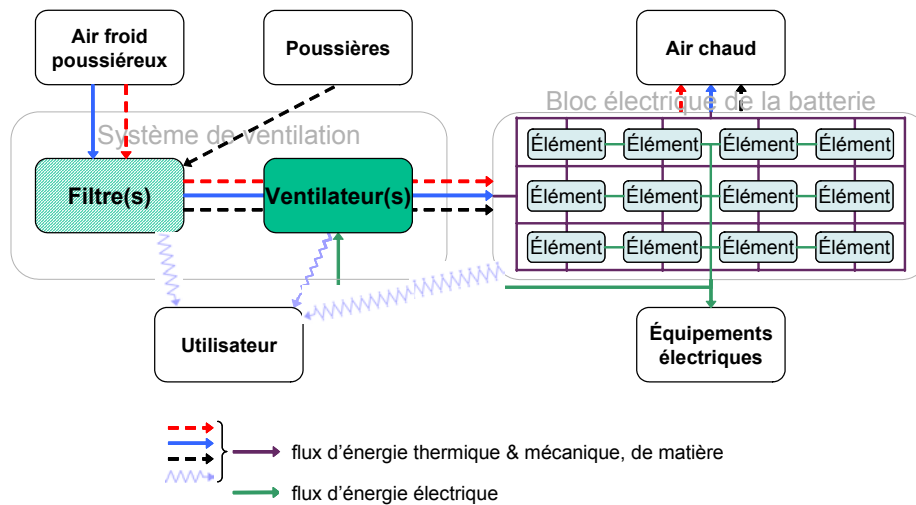 Air froid
poussiéreux
Poussières
Air chaud
Système de ventilation
Bloc électrique de la batterie
Filtre(s)
Ventilateur(s)
Élément Élément Élément Élément
Élément Élément Élément Élément
Élément Élément Élément Élément
Utilisateur
Équipements
électriques
flux d'énergie thermique & mécanique, de matière
flux d'énergie électrique